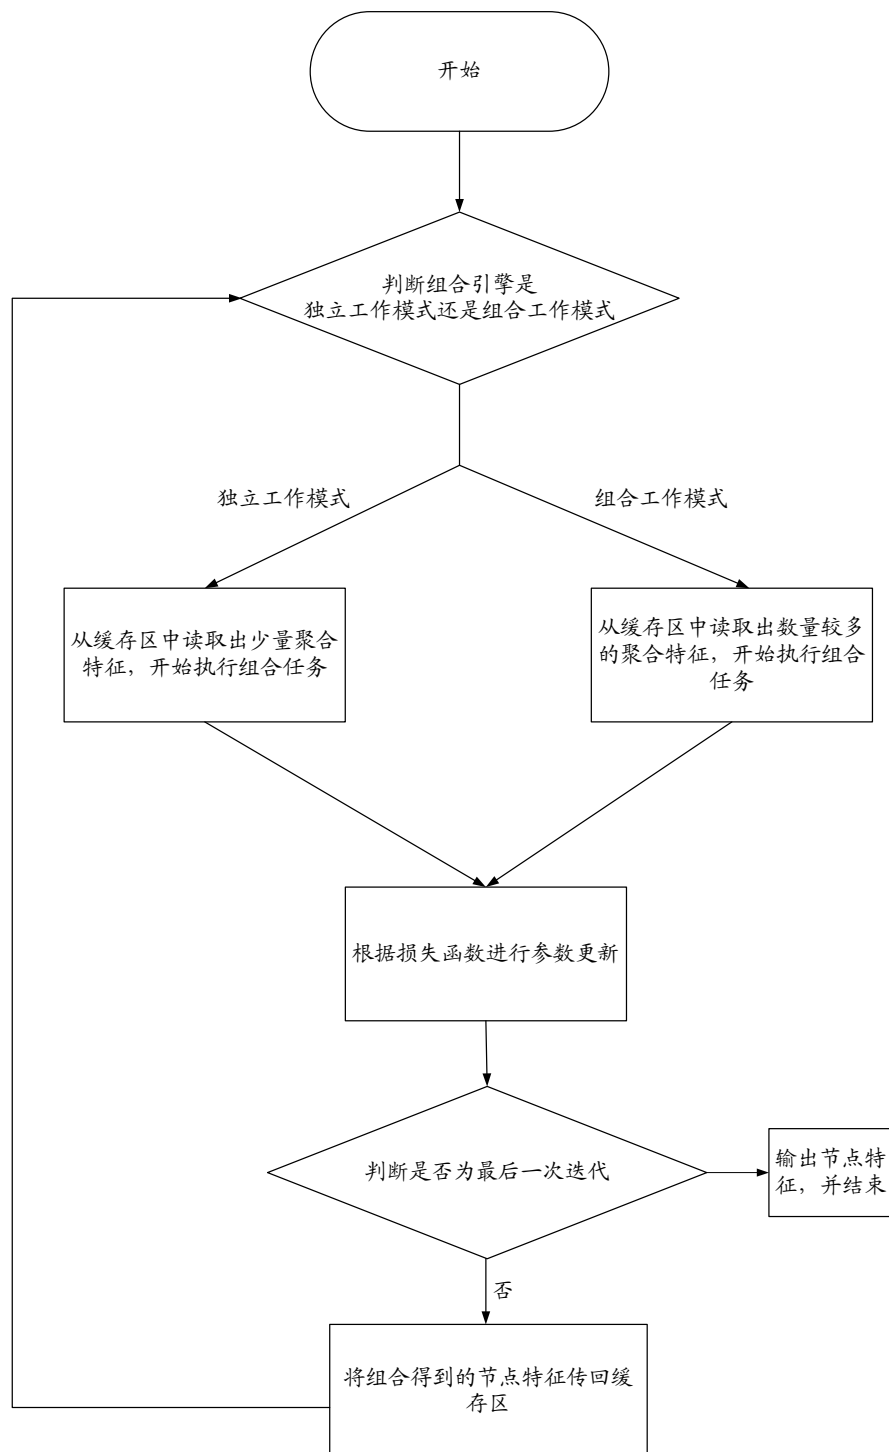 开始
判断组合引擎是
独立工作模式还是组合工作模式
独立工作模式
组合工作模式
从缓存区中读取出少量聚合
特征，开始执行组合任务
从缓存区中读取出数量较多
的聚合特征，开始执行组合
任务
根据损失函数进行参数更新
判断是否为最后一次迭代
输出节点特
征，并结束
否
将组合得到的节点特征传回缓
存区